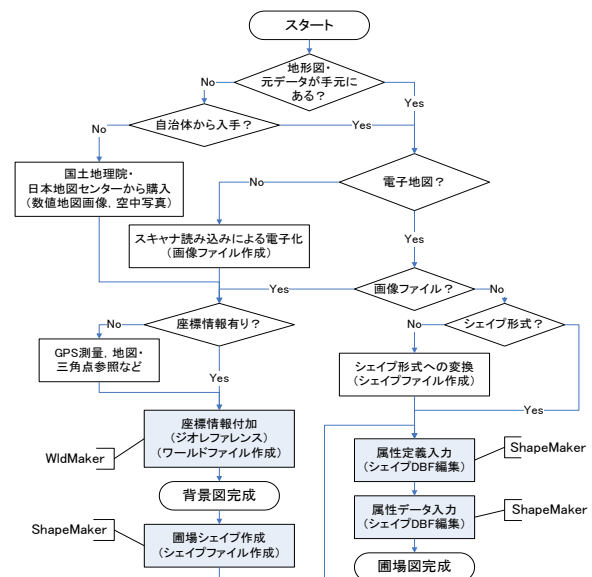 スタート
地形図・
元データが手元に
ある？
No
Yes
自治体から入手？
No
Yes
国土地理院・
日本地図センターから購入
（数値地図画像，空中写真）
電子地図？
No
Yes
スキャナ読み込みによる電子化
（画像ファイル作成）
画像ファイル？
Yes
No
座標情報有り？
No
Yes
シェイプ形式？
No
Yes
GPS測量，地図・
三角点参照など
シェイプ形式への変換
（シェイプファイル作成）
座標情報付加
（ジオレファレンス）
（ワールドファイル作成）
WldMaker
属性定義入力
（シェイプDBF編集）
ShapeMaker
背景図完成
属性データ入力
（シェイプDBF編集）
ShapeMaker
圃場シェイプ作成
（シェイプファイル作成）
ShapeMaker
圃場図完成